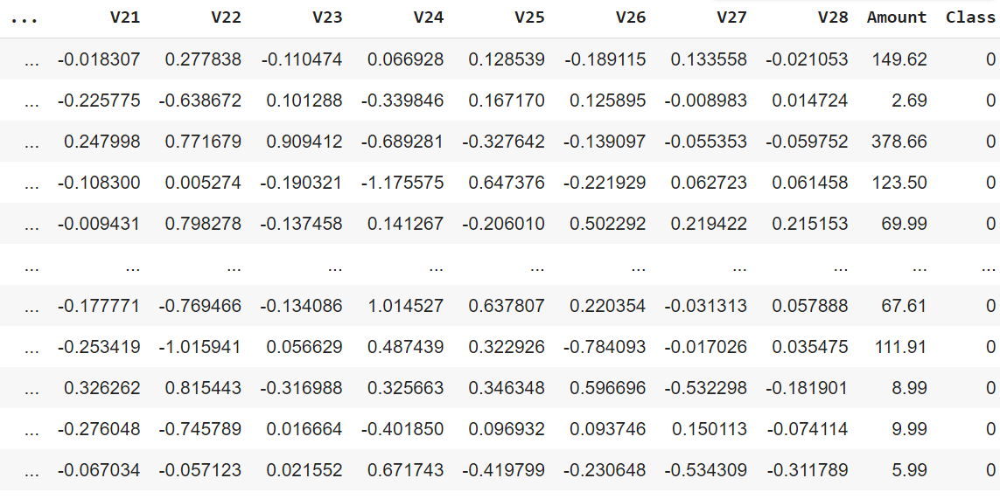 ... V21 V22 V23 V24 V25 V26 V27 V28 Amount Class
... -0.018307 0.277838 -0.110474 0.066928 0.128539 -0.189115 0.133558 -0.021053 149.62 0
... -0.225775 -0.638672 0.101288 -0.339846 0.167170 0.125895 -0.008983 0.014724 2.69 0
... 0.247998 0.771679 0.909412 -0.689281 -0.327642 -0.139097 -0.055353 -0.059752 378.66 0
... -0.108300 0.005274 -0.190321 -1.175575 0.647376 -0.221929 0.062723 0.061458 123.50 0
... -0.009431 0.798278 -0.137458 0.141267 -0.206010 0.502292 0.219422 0.215153 69.99 0
... ... ... ... ... ... ... ... ... ... ...
... -0.177771 -0.769466 -0.134086 1.014527 0.637807 0.220354 -0.031313 0.057888 67.61 0
... -0.253419 -1.015941 0.056629 0.487439 0.322926 -0.784093 -0.017026 0.035475 111.91 0
... 0.326262 0.815443 -0.316988 0.325663 0.346348 0.596696 -0.532298 -0.181901 8.99 0
... -0.276048 -0.745789 0.016664 -0.401850 0.096932 0.093746 0.150113 -0.074114 9.99 0
... -0.067034 -0.057123 0.021552 0.671743 -0.419799 -0.230648 -0.534309 -0.311789 5.99 0